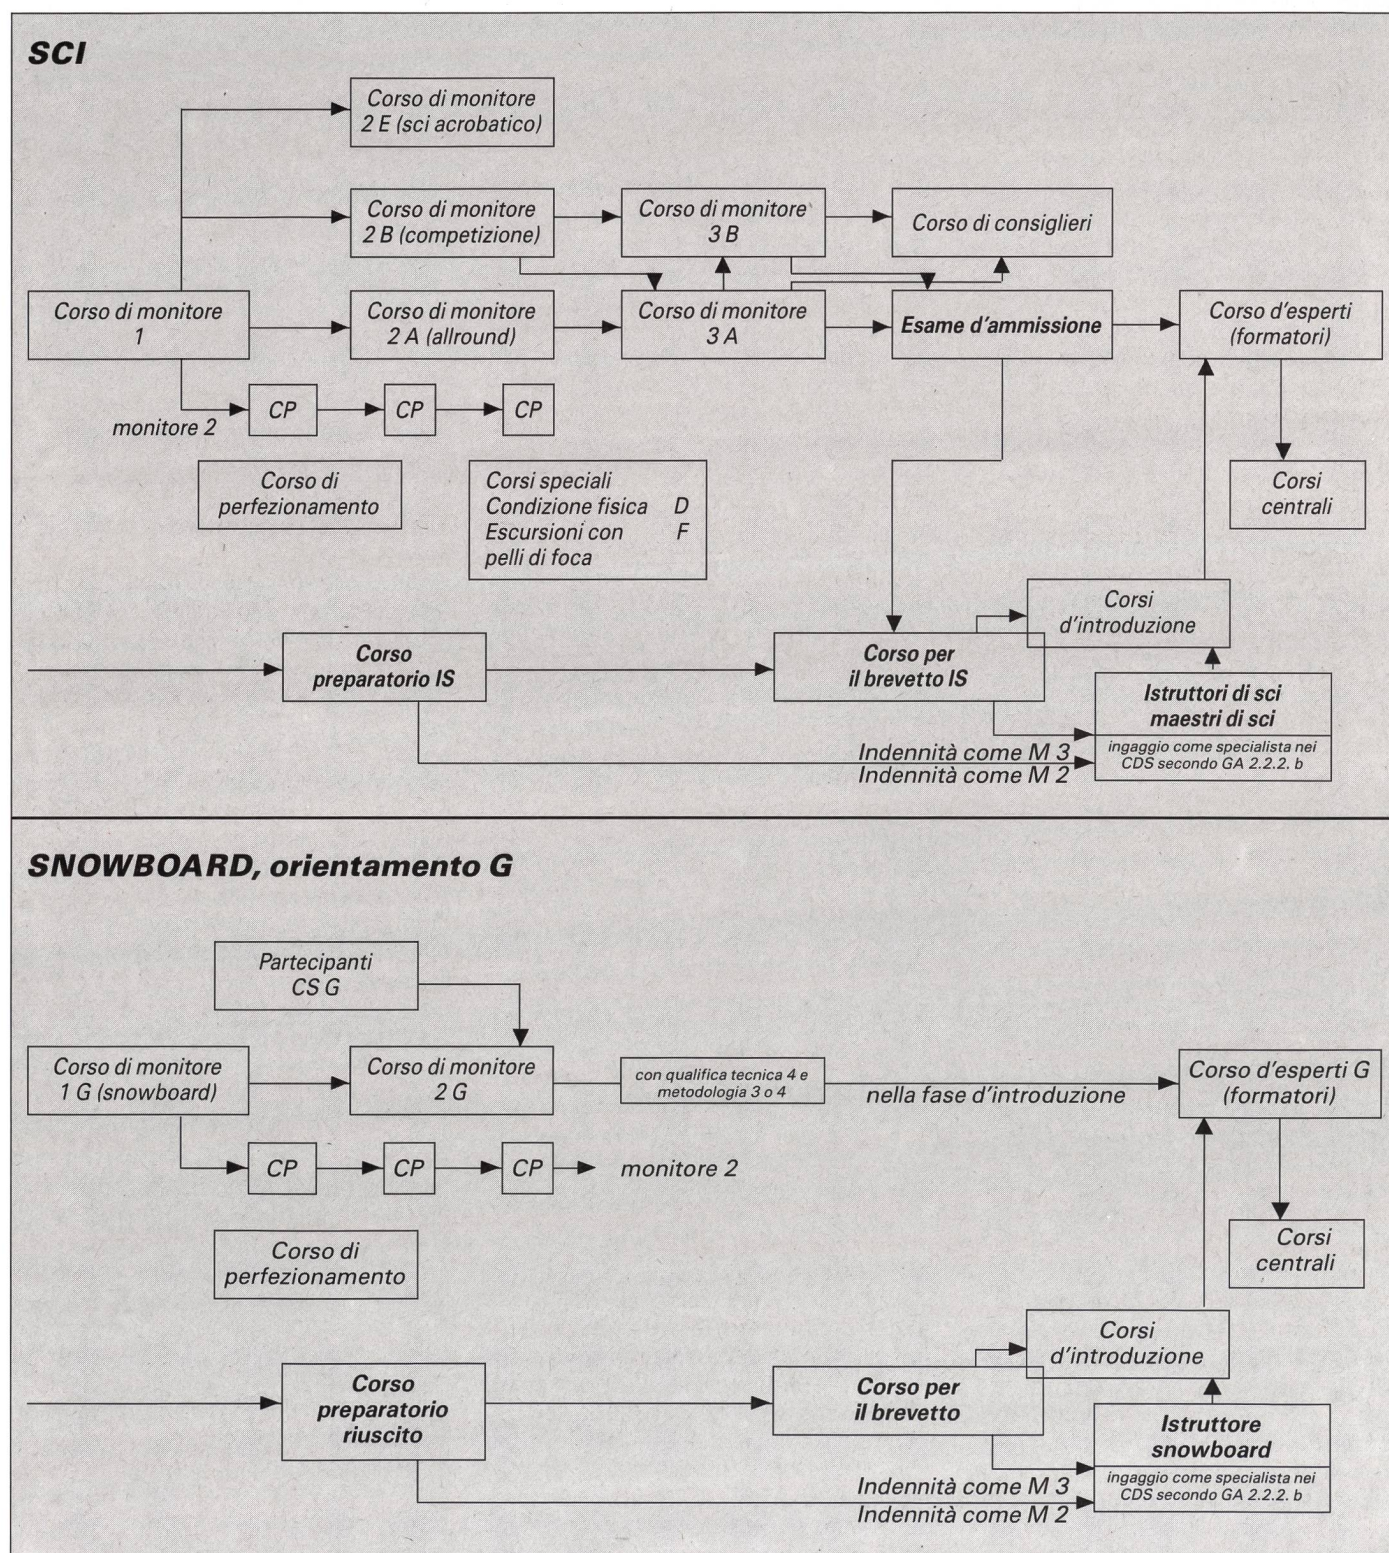 SCI
Corso di monitore
2 E (sci acrobatico)
Corso di monitore
2 B (competizione)
Corso di monitore
3 B
Corso di consiglieri
Corso di monitore
1
Corso di monitore
2 A (allround)
Corso di monitore
3 A
Esame d'ammissione
Corso d'esperti
(formatori)
monitore 2
CP
CP
CP
Corso di
perfezionamento
Corsi speciali
Condizione fisica D
Escursioni con F
pelli di foca
Corsi
centrali
Corsi
d'introduzione
Corso
preparatorio IS
Corso per
il brevetto IS
Istruttori di sci
maestri di sci
ingaggio come specialista nei
CDS secondo GA 2.2.2. b
Indennità come M 3
Indennità come M 2
SNOWBOARD, orientamento G
Partecipanti
CS G
Corso di monitore
1 G (snowboard)
Corso di monitore
2 G
con qualifica tecnica 4 e
metodologia 3 o 4
nella fase d'introduzione
Corso d'esperti G
(formatori)
CP
CP
CP
monitore 2
Corso di
perfezionamento
Corsi
centrali
Corsi
d'introduzione
Corso
preparatorio
riuscito
Corso per
il brevetto
Istruttore
snowboard
ingaggio come specialista nei
CDS secondo GA 2.2.2. b
Indennità come M 3
Indennità come M 2